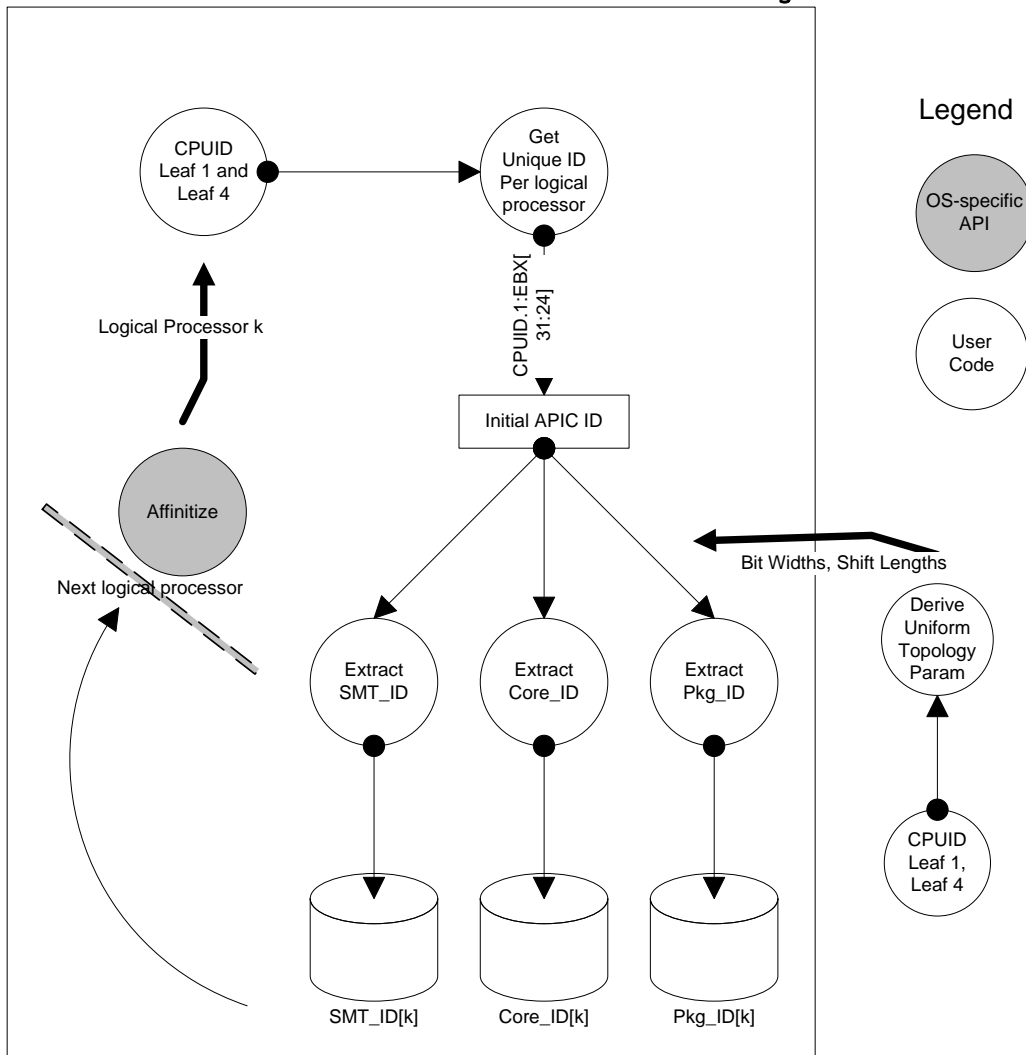 Legend
CPUID
Leaf 1 and
Leaf 4
Get
Unique ID
Per logical
processor
OS-specific
API
CPUID.1:EBX[
31:24]
Logical Processor k
User
Code
Initial APIC ID
Affinitize
Next logical processor
Bit Widths, Shift Lengths
Derive
Uniform
Topology
Param
Extract
SMT_ID
Extract
Core_ID
Extract
Pkg_ID
CPUID
Leaf 1,
Leaf 4
SMT_ID[k]
Core_ID[k]
Pkg_ID[k]